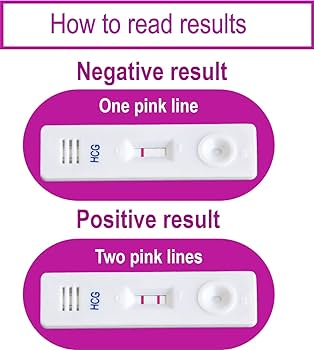 How to read results
Negative result
One pink line
HCG
Positive result
Two pink lines
HCG